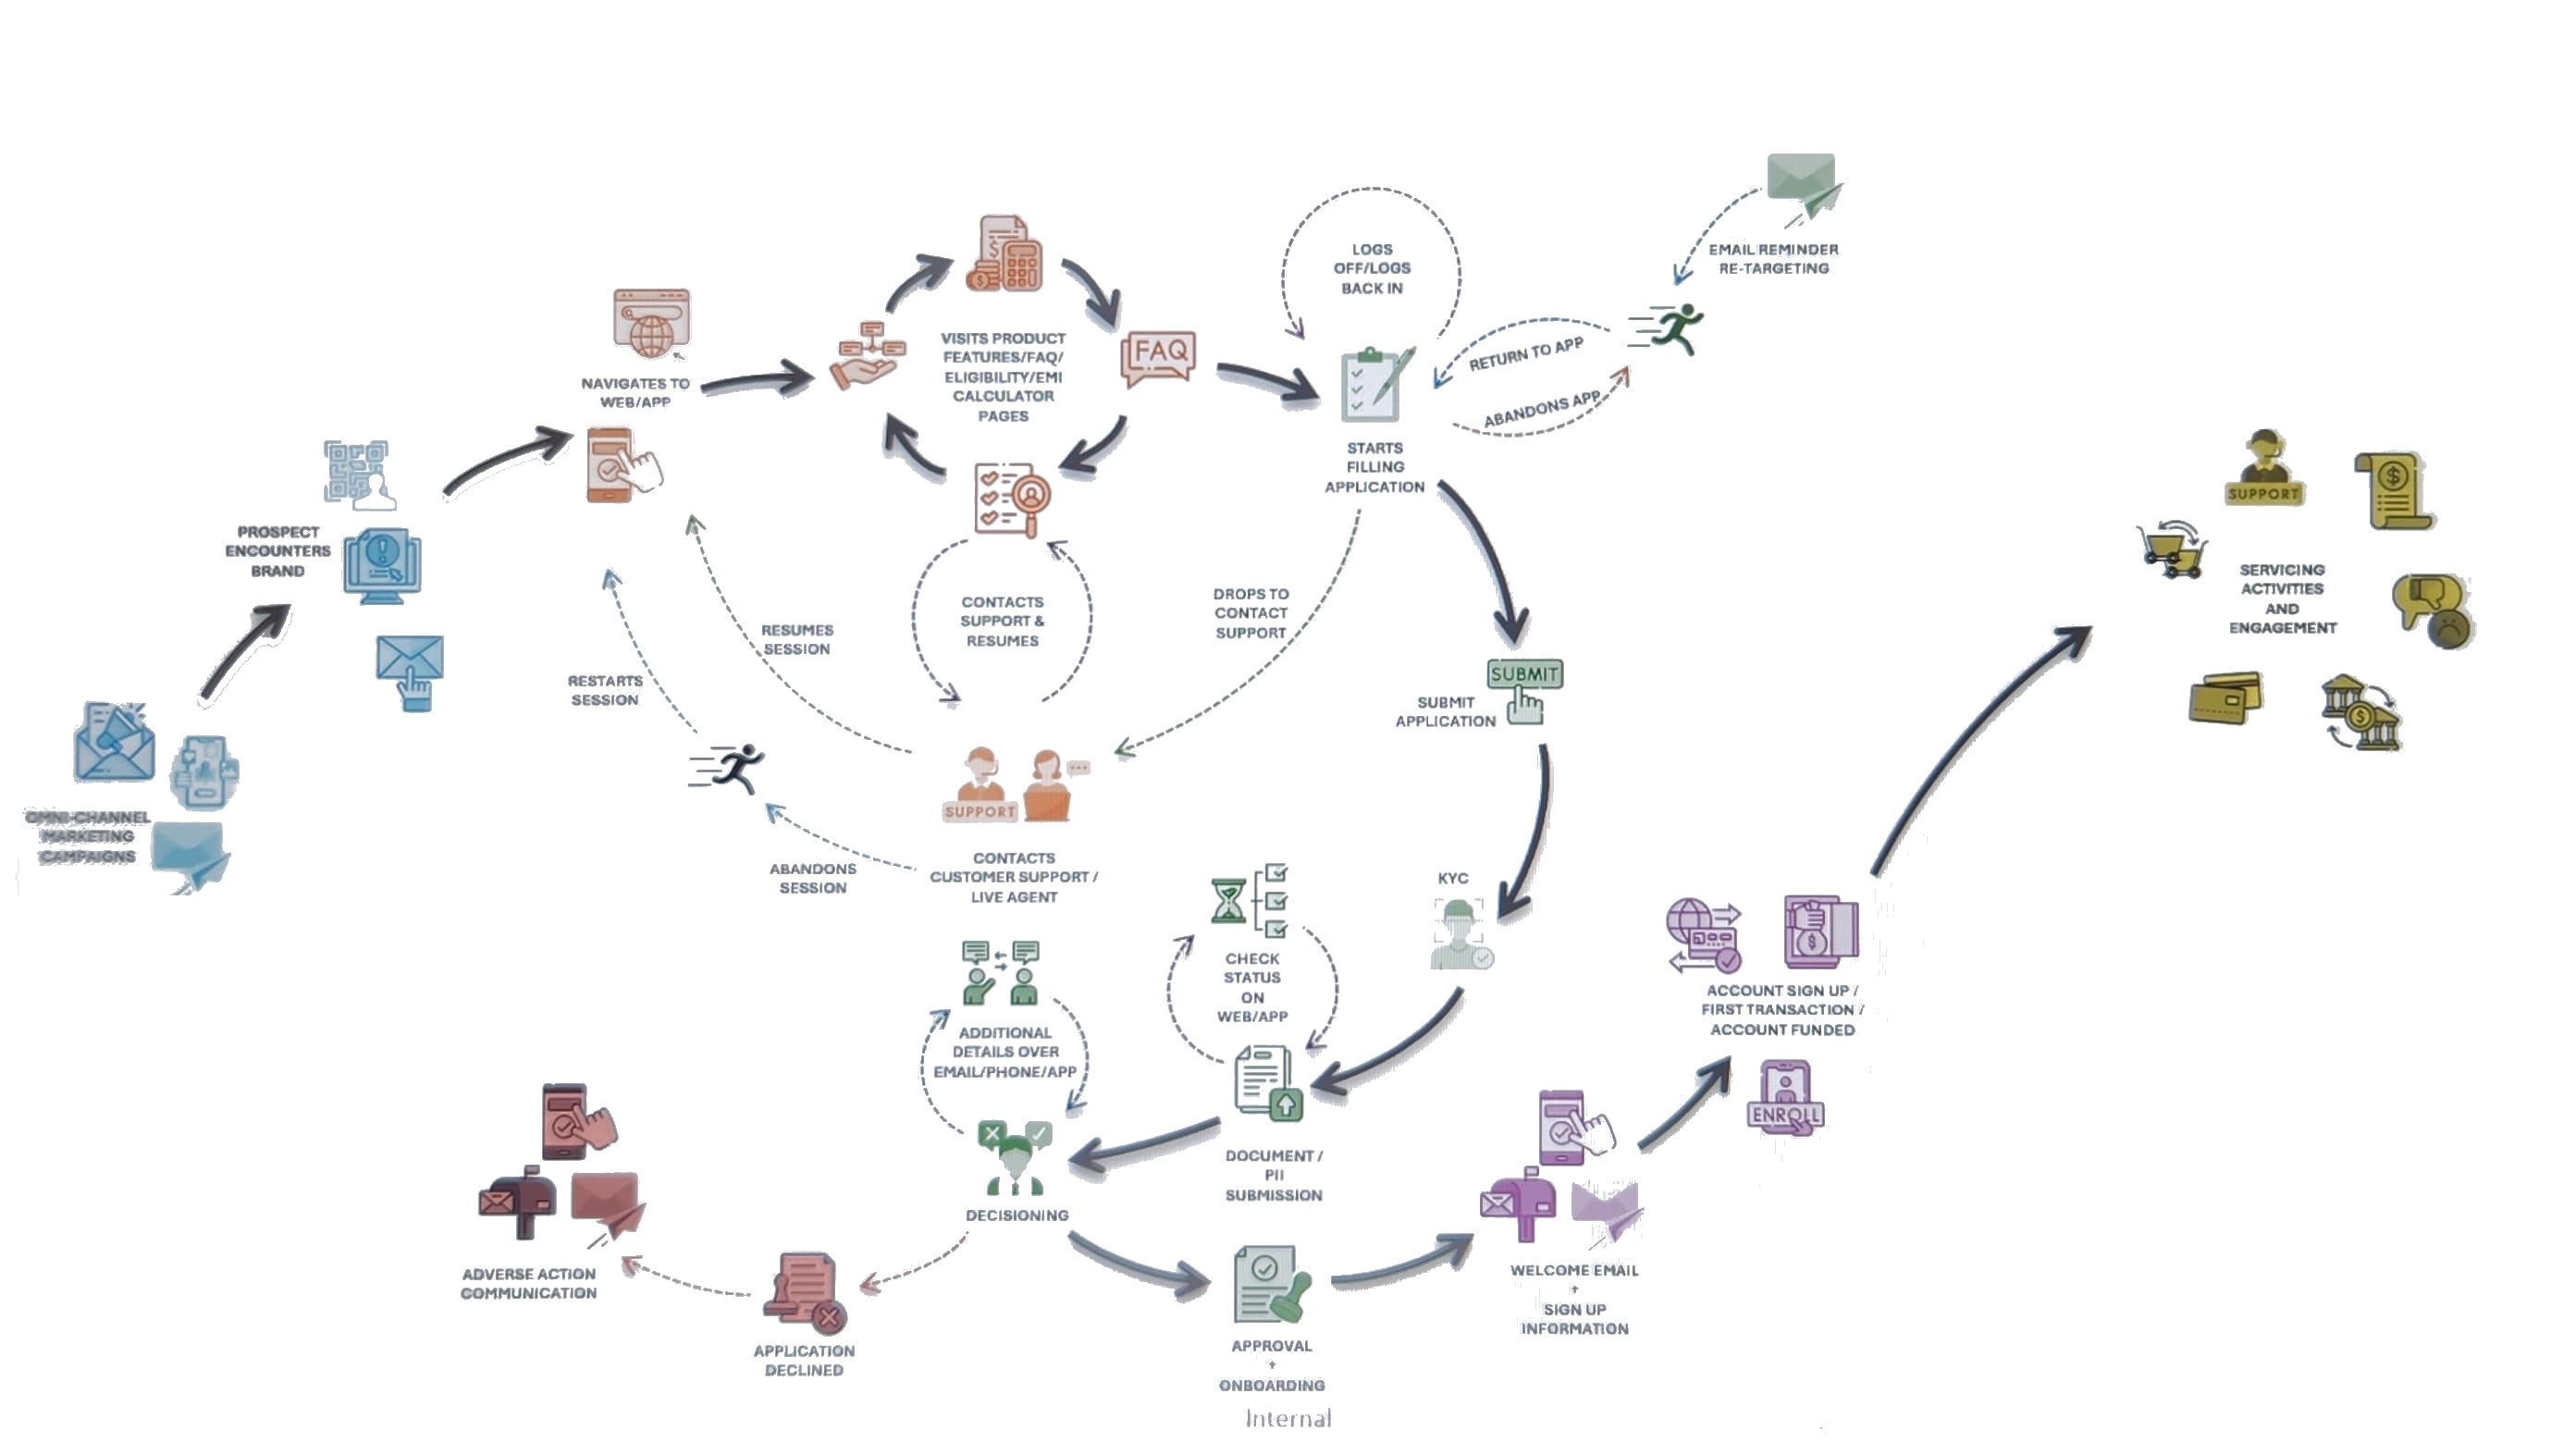 EMAIL REMINDER
RE-TARGETING
LOGS
OFF/LOGS
BACK IN
RETURN TO APP
ABANDONS APP
VISITS PRODUCT
FEATURES/FAQ/
ELIGIBILITY/EMI
CALCULATOR
PAGES
FAQ
NAVIGATES TO
WEB/APP
STARTS
FILLING
APPLICATION
PROSPECT
ENCOUNTERS
BRAND
SUPPORT
SERVICING
ACTIVITIES
AND
ENGAGEMENT
CONTACTS
SUPPORT &
RESUMES
DROPS TO
CONTACT
SUPPORT
RESUMES
SESSION
RESTARTS
SESSION
SUBMIT
SUBMIT
APPLICATION
OMNI-CHANNEL
MARKETING
CAMPAIGNS
SUPPORT
CONTACTS
CUSTOMER SUPPORT /
LIVE AGENT
ABANDONS
SESSION
KYC
CHECK
STATUS
ON
WEB/APP
ACCOUNT SIGN UP /
FIRST TRANSACTION /
ACCOUNT FUNDED
ENROLL
ADDITIONAL
DETAILS OVER
EMAIL/PHONE/APP
DOCUMENT /
PII
SUBMISSION
DECISIONING
ADVERSE ACTION
COMMUNICATION
WELCOME EMAIL
+
SIGN UP
INFORMATION
APPLICATION
DECLINED
APPROVAL
+
ONBOARDING
Internal